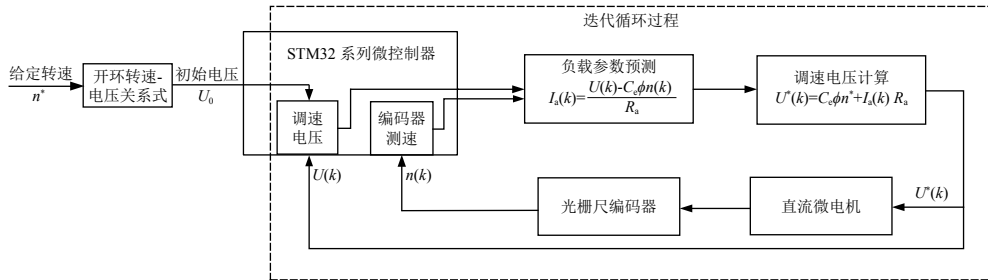 迭代循环过程
STM32 系列微控制器
给定转速
n*
开环转速-
电压关系式
初始电压
U₀
调速
电压
编码器
测速
负载参数预测
Iₐ(k)=U(k)-Cₑϕn(k)
Rₐ
调速电压计算
U*(k)=Cₑϕn*+Iₐ(k) Rₐ
U(k)
n(k)
光栅尺编码器
直流微电机
U*(k)